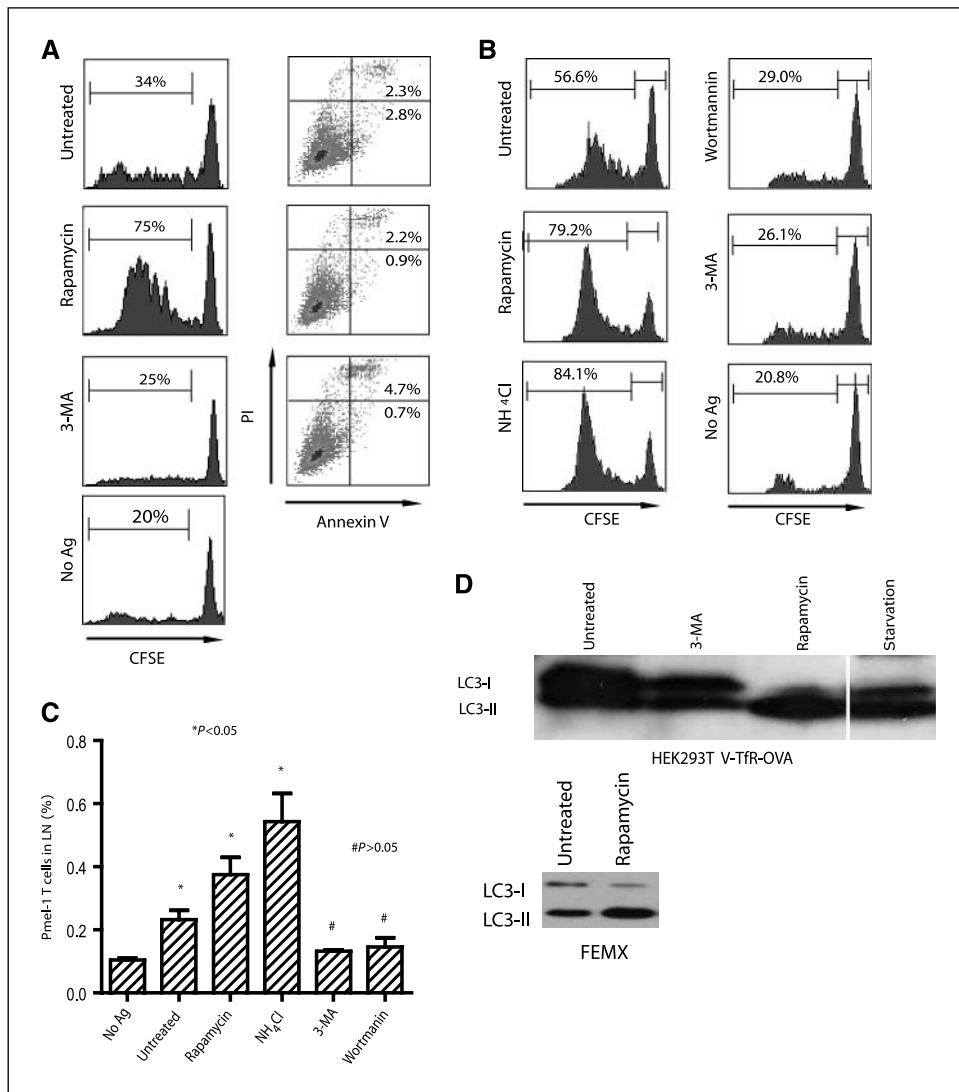 A
Untreated
34%
2.3%
2.8%
Rapamycin
75%
2.2%
0.9%
3-MA
25%
4.7%
0.7%
PI
Annexin V
No Ag
20%
CFSE
B
Untreated
56.6%
Wortmannin
29.0%
Rapamycin
79.2%
3-MA
26.1%
NH 4Cl
84.1%
No Ag
20.8%
CFSE
CFSE
C
*P<0.05
#P>0.05
Pmel-1 T cells in LN (%)
0.8
0.6
0.4
0.2
0.0
*
*
*
#
#
No Ag
Untreated
Rapamycin
NH4Cl
3-MA
Wortmanin
D
Untreated
3-MA
Rapamycin
Starvation
LC3-I
LC3-II
HEK293T V-TfR-OVA
Untreated
Rapamycin
LC3-I
LC3-II
FEMX